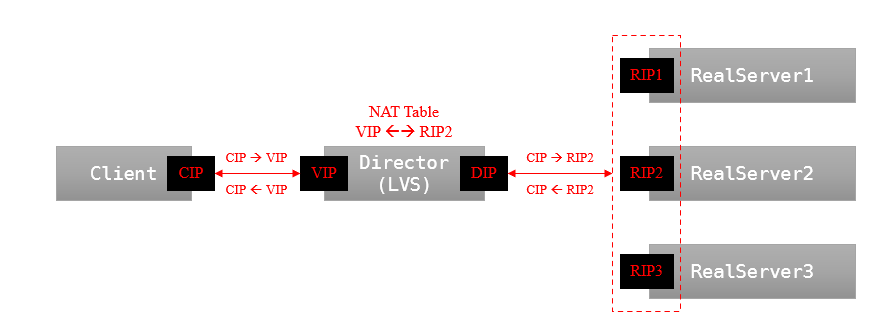 RIP1
RealServer1
NAT Table
VIP ←→ RIP2
Client
CIP
CIP → VIP
CIP ← VIP
VIP
Director
(LVS)
DIP
CIP → RIP2
CIP ← RIP2
RIP2
RealServer2
RIP3
RealServer3